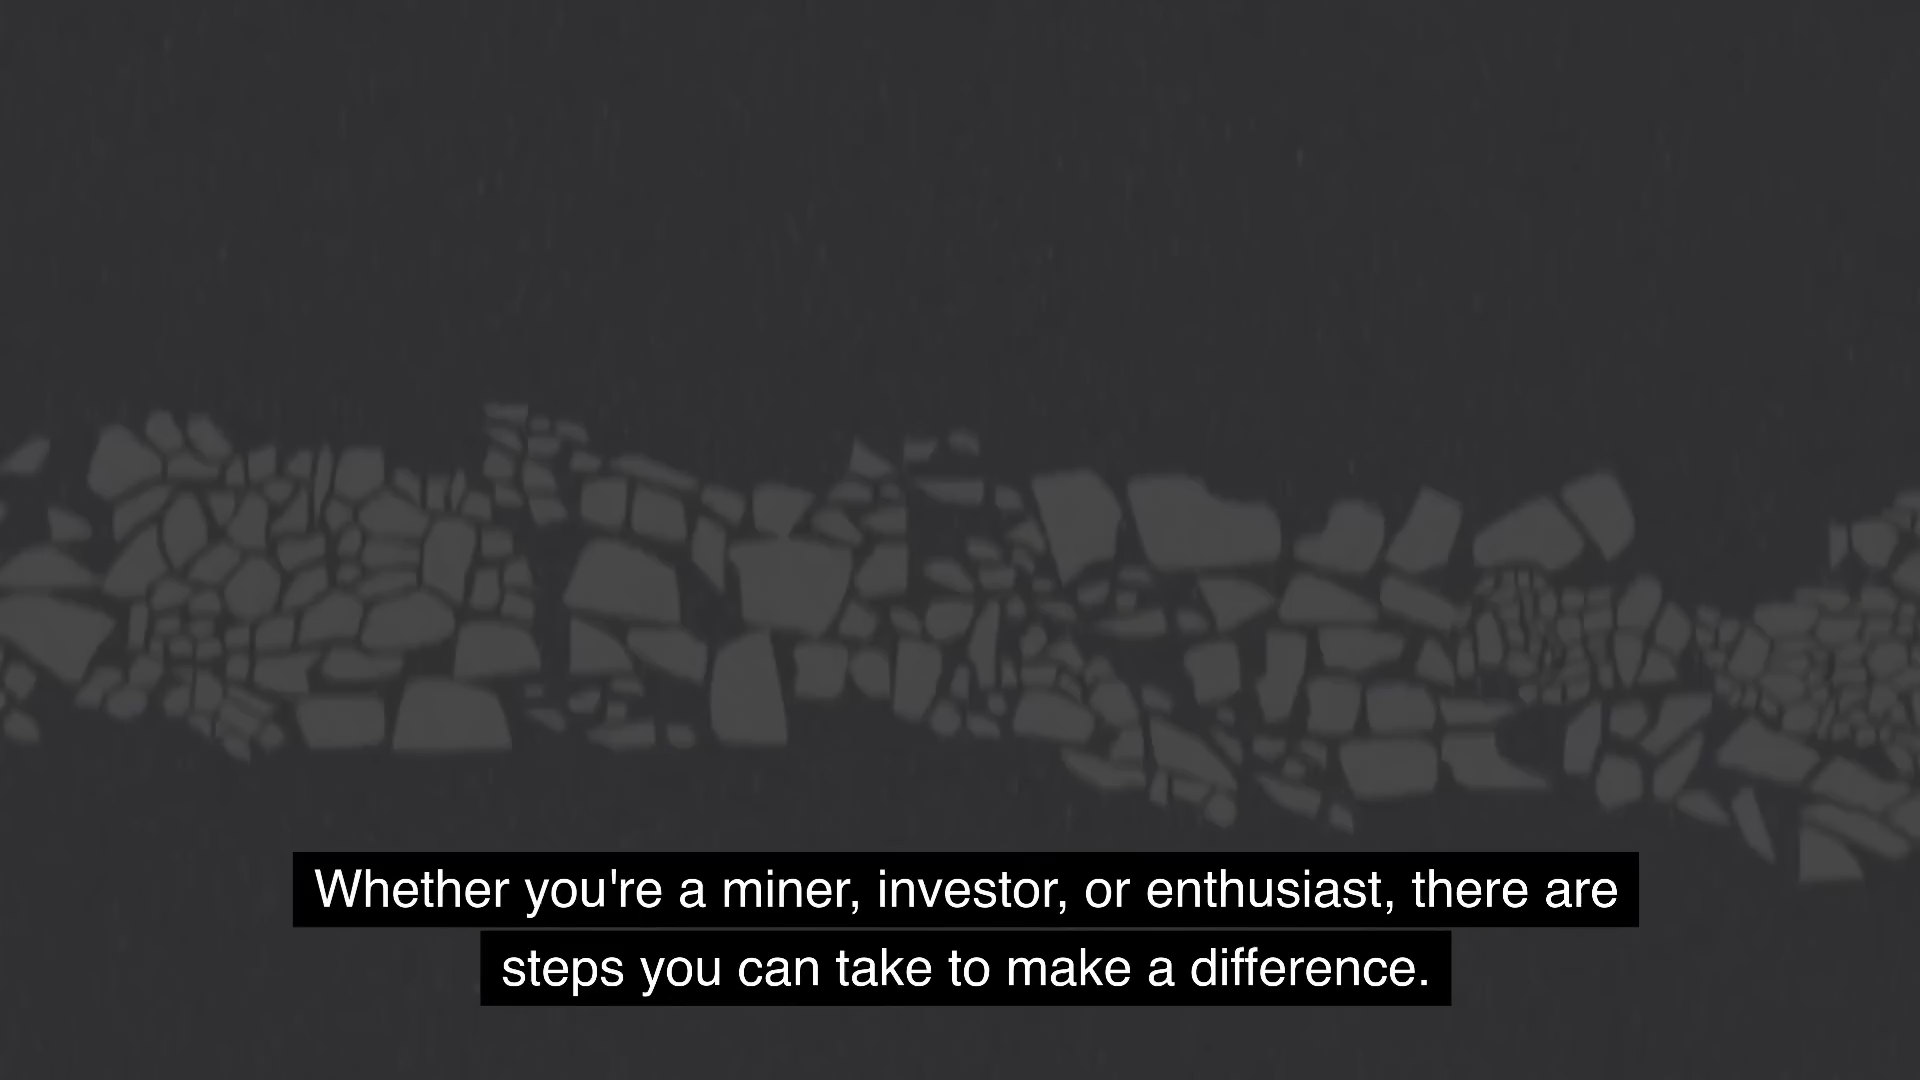 Whether you're a miner, investor, or enthusiast, there are
steps you can take to make a difference.